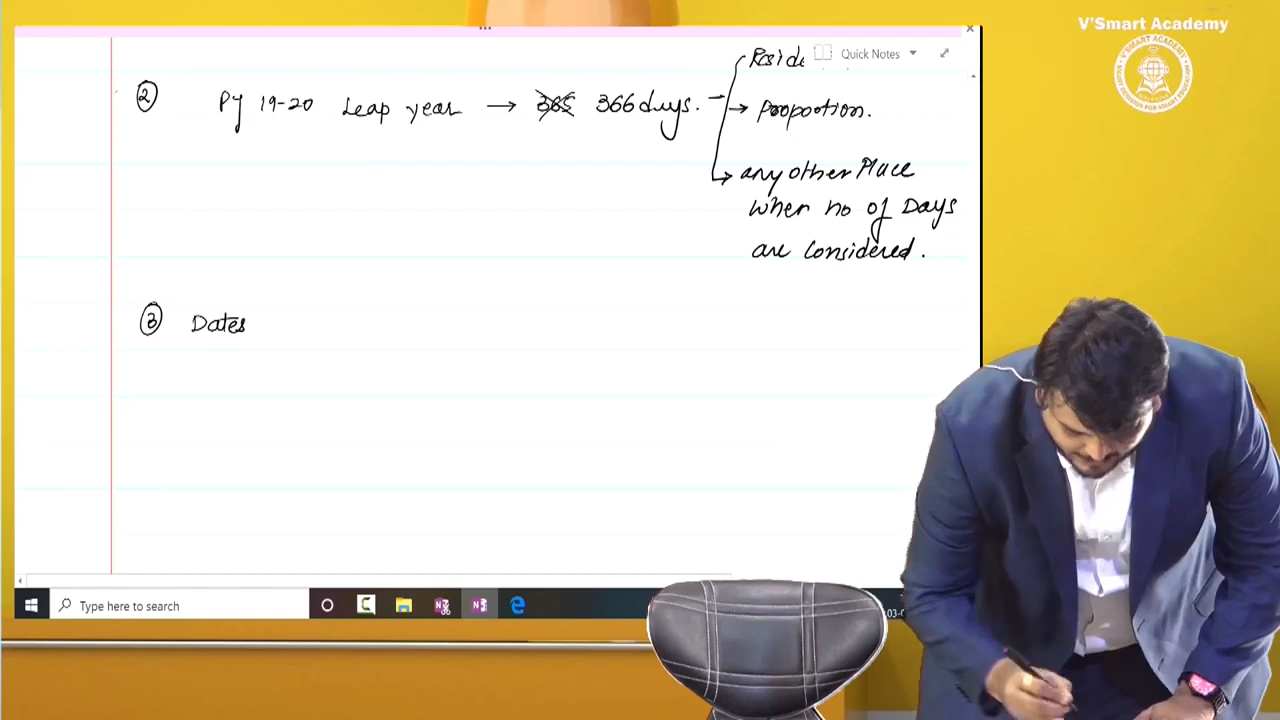 V'Smart Academy
Quick Notes
② PY 19-20 Leap year → 365 366 days.
→ Proportion.
→ any other Place
when no of Days
are Considered.
③ Dates
Type here to search